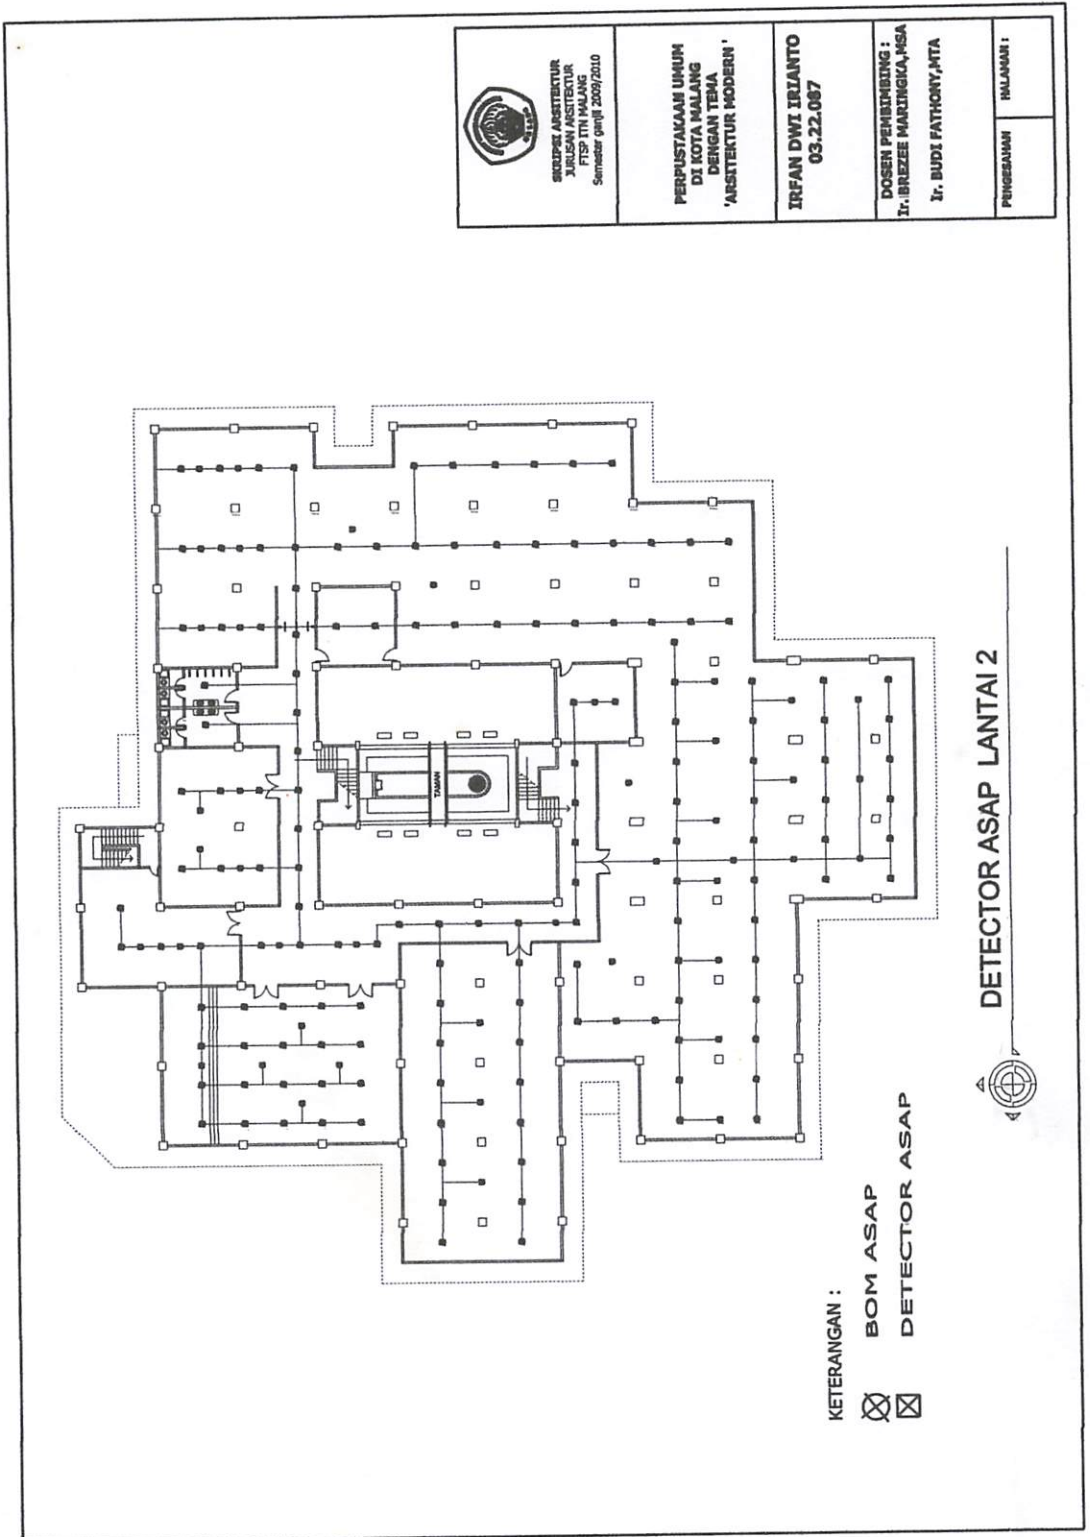 SKRIPSI ARSITEKTUR
JURUSAN ARSITEKTUR
FTSP ITN MALANG
Semester ganjil 2009/2010
PERPUSTAKAAN UMUM
DI KOTA MALANG
DENGAN TEMA
'ARSITEKTUR MODERN '
IRFAN DWI IRIANTO
03.22.087
DOSEN PEMBIMBING :
Ir. BREZEE MARINGKA,MSA
Ir. BUDI FATHONY,MTA
PENGESAHAN
HALAMAN :
TAMAN
DETECTOR ASAP LANTAI 2
KETERANGAN :
BOM ASAP
DETECTOR ASAP